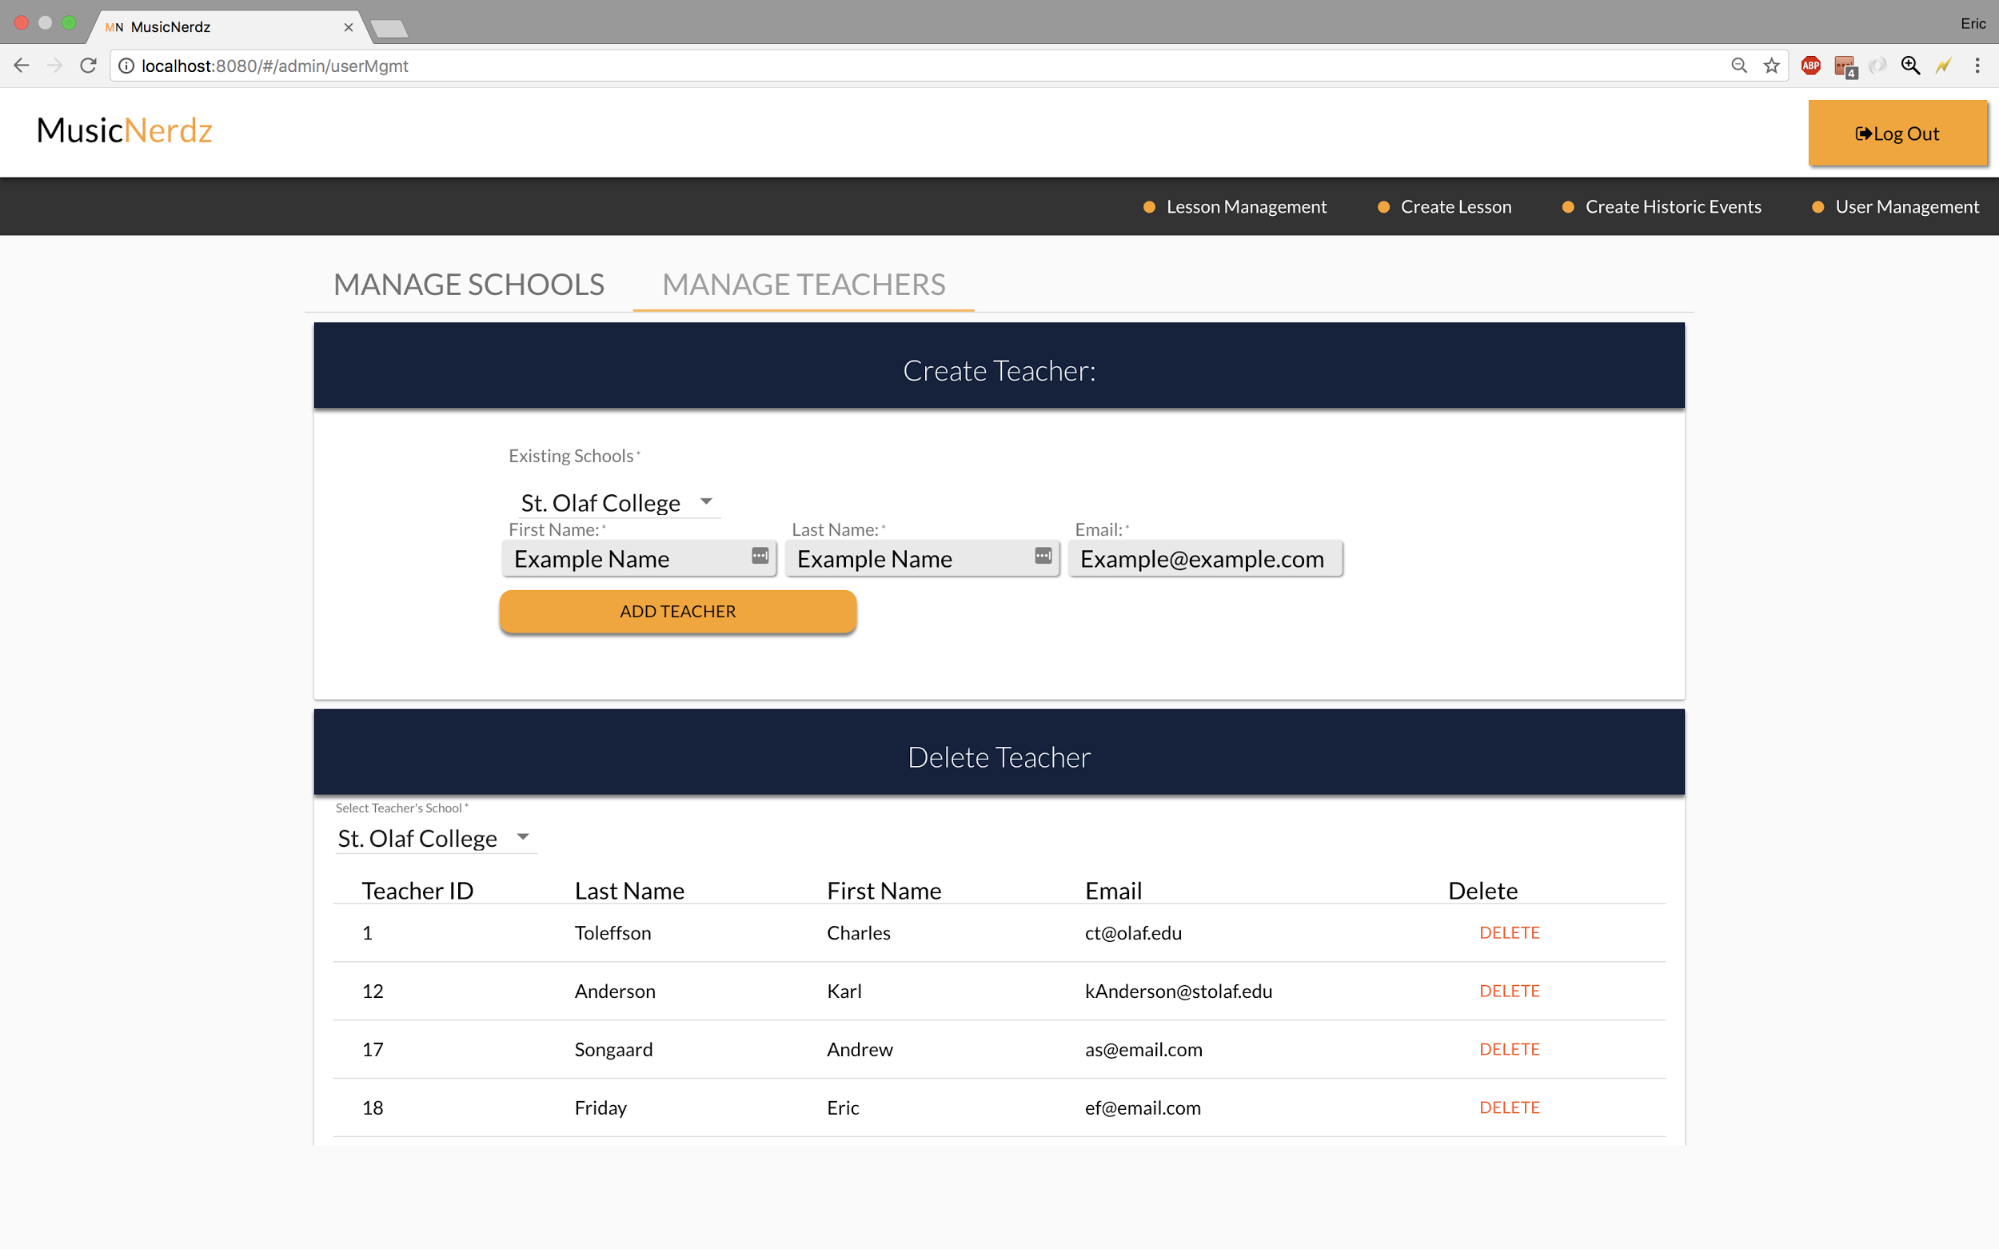 MN MusicNerdz
Eric
localhost:8080/#/admin/userMgmt
ABP
4
MusicNerdz
Log Out
Lesson Management
Create Lesson
Create Historic Events
User Management
MANAGE SCHOOLS
MANAGE TEACHERS
Create Teacher:
Existing Schools*
St. Olaf College
First Name:* Last Name:* Email:*
Example Name Example Name Example@example.com
ADD TEACHER
Delete Teacher
Select Teacher's School*
St. Olaf College
Teacher ID Last Name First Name Email Delete
1 Toleffson Charles ct@olaf.edu DELETE
12 Anderson Karl kAnderson@stolaf.edu DELETE
17 Songaard Andrew as@email.com DELETE
18 Friday Eric ef@email.com DELETE